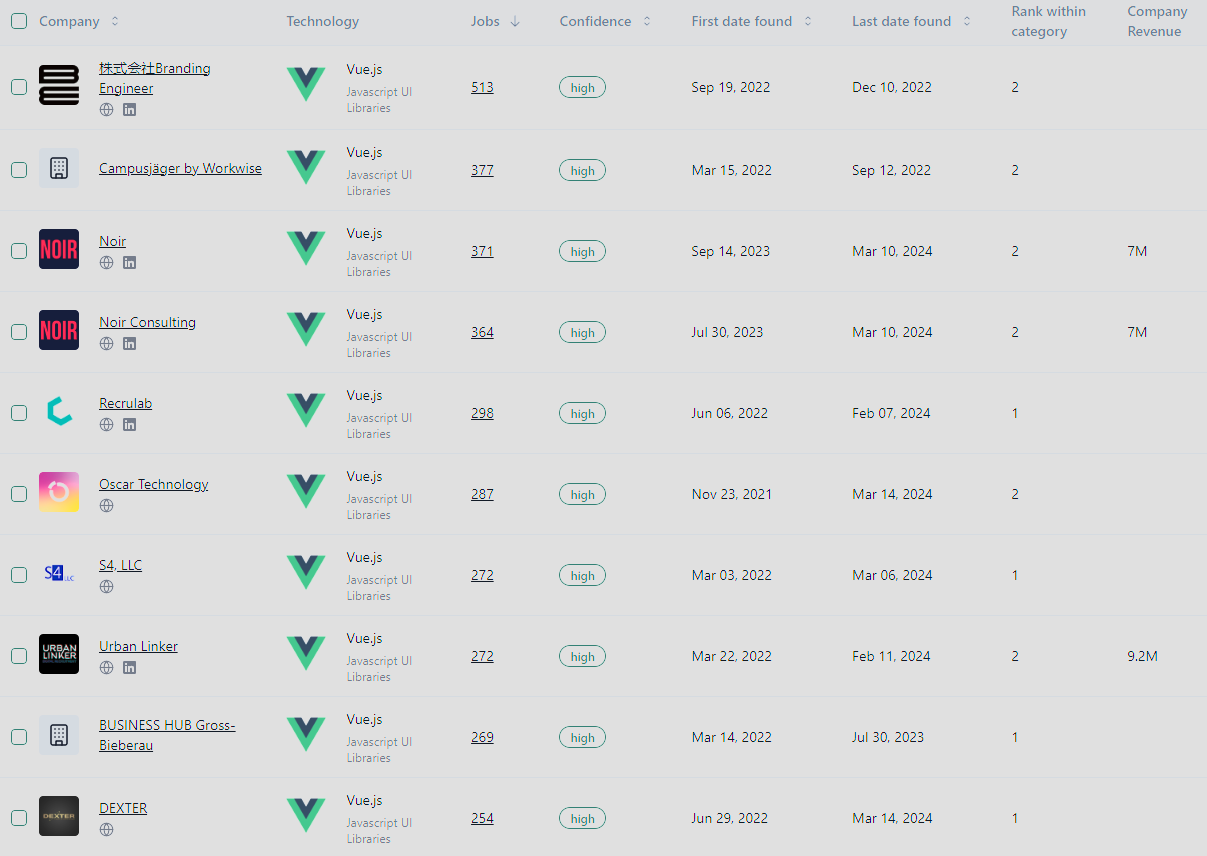 Company Technology Jobs Confidence First date found Last date found Rank within category Company Revenue
株式会社Branding Engineer
Vue.js
Javascript UI Libraries
513 high Sep 19, 2022 Dec 10, 2022 2
Campusjäger by Workwise
Vue.js
Javascript UI Libraries
377 high Mar 15, 2022 Sep 12, 2022 2
NOIR
Noir
Vue.js
Javascript UI Libraries
371 high Sep 14, 2023 Mar 10, 2024 2 7M
NOIR
Noir Consulting
Vue.js
Javascript UI Libraries
364 high Jul 30, 2023 Mar 10, 2024 2 7M
Recrulab
Vue.js
Javascript UI Libraries
298 high Jun 06, 2022 Feb 07, 2024 1
Oscar Technology
Vue.js
Javascript UI Libraries
287 high Nov 23, 2021 Mar 14, 2024 2
S4 LLC
S4, LLC
Vue.js
Javascript UI Libraries
272 high Mar 03, 2022 Mar 06, 2024 1
URBAN LINKER
Urban Linker
Vue.js
Javascript UI Libraries
272 high Mar 22, 2022 Feb 11, 2024 2 9.2M
BUSINESS HUB Gross-Bieberau
Vue.js
Javascript UI Libraries
269 high Mar 14, 2022 Jul 30, 2023 1
DEXTER
DEXTER
Vue.js
Javascript UI Libraries
254 high Jun 29, 2022 Mar 14, 2024 1